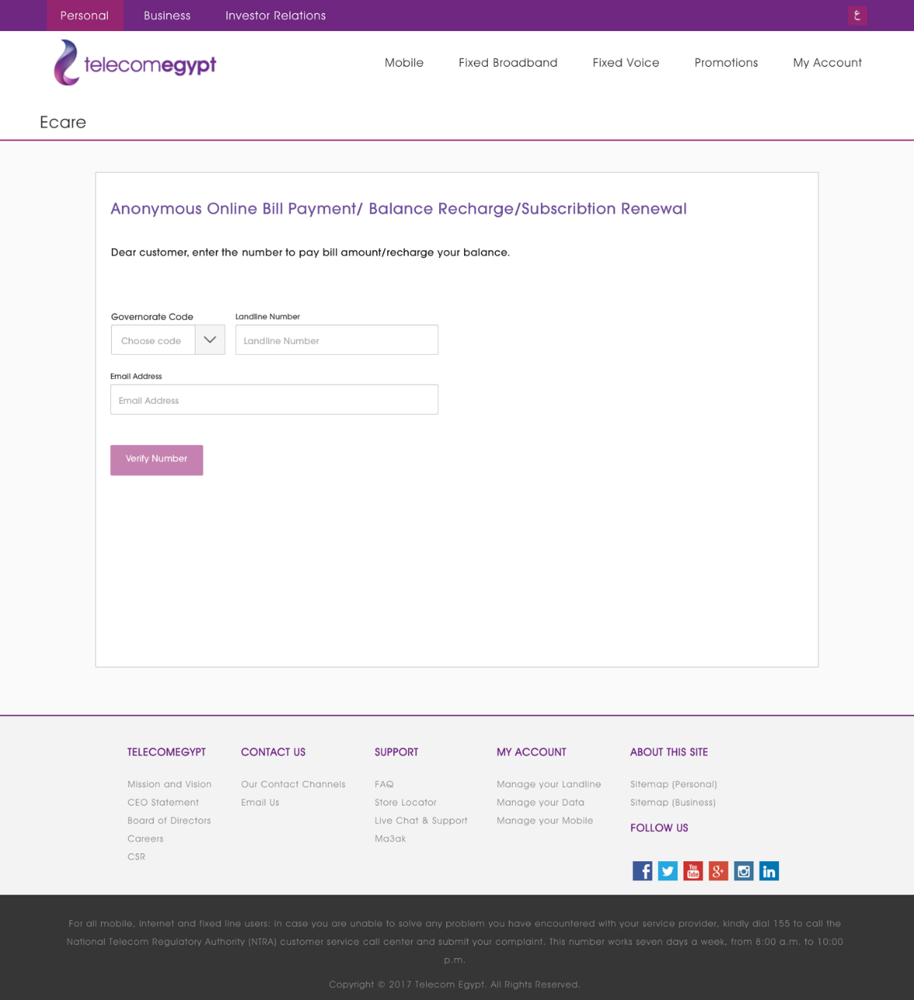 Personal
Business
Investor Relations
ع
telecomegypt
Mobile
Fixed Broadband
Fixed Voice
Promotions
My Account
Ecare
Anonymous Online Bill Payment/ Balance Recharge/Subscribtion Renewal
Dear customer, enter the number to pay bill amount/recharge your balance.
Governorate Code
Landline Number
Choose code
Landline Number
Email Address
Email Address
Verify Number
TELECOMEGYPT
Mission and Vision
CEO Statement
Board of Directors
Careers
CSR
CONTACT US
Our Contact Channels
Email Us
SUPPORT
FAQ
Store Locator
Live Chat & Support
Ma3ak
MY ACCOUNT
Manage your Landline
Manage your Data
Manage your Mobile
ABOUT THIS SITE
Sitemap (Personal)
Sitemap (Business)
FOLLOW US
f
You Tube
g+
in
For all mobile, internet and fixed line users: in case you are unable to solve any problem you have encountered with your service provider, kindly dial 155 to call the
National Telecom Regulatory Authority (NTRA) customer service call center and submit your complaint. This number works seven days a week, from 8:00 a.m. to 10:00
p.m.
Copyright © 2017 Telecom Egypt. All Rights Reserved.